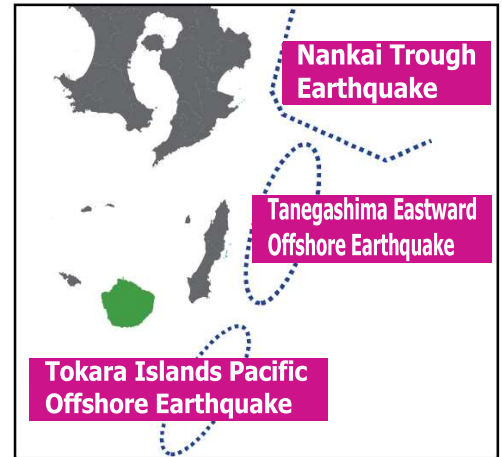 Nankai Trough
Earthquake
Tanegashima Eastward
Offshore Earthquake
Tokara Islands Pacific
Offshore Earthquake